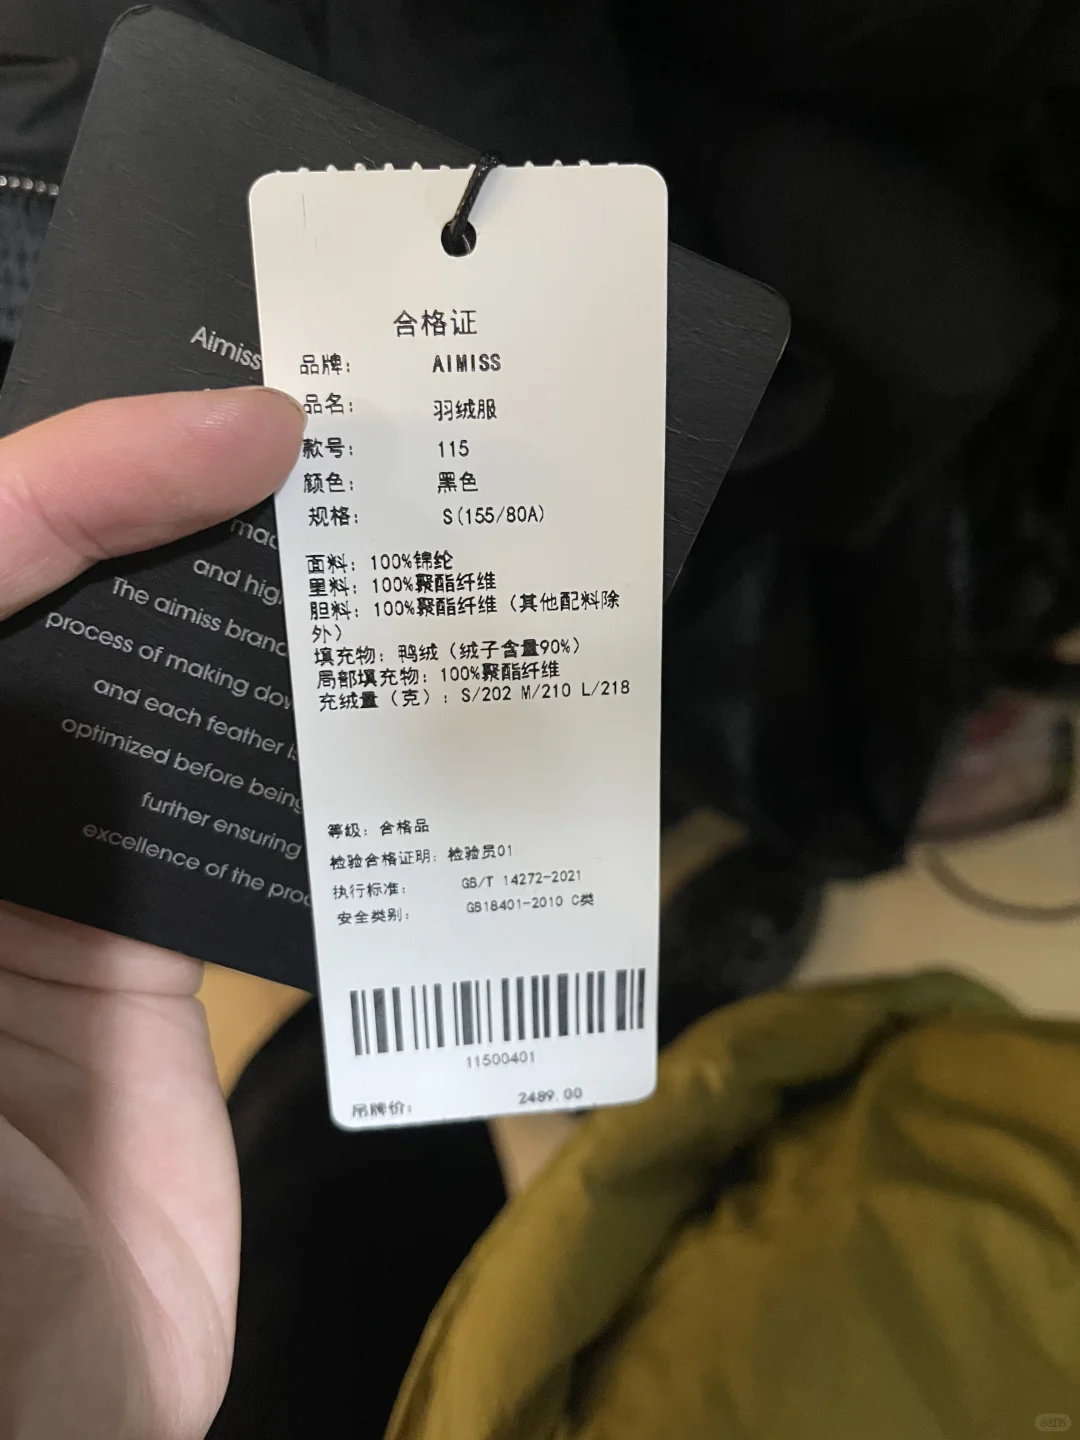 合格证
品牌: AIMISS
品名: 羽绒服
款号: 115
颜色: 黑色
规格: S(155/80A)
面料: 100%锦纶
里料: 100%聚酯纤维
胆料: 100%聚酯纤维（其他配料除
外）
填充物: 鸭绒（绒子含量90%）
局部填充物: 100%聚酯纤维
充绒量（克）: S/202 M/210 L/218
等级: 合格品
检验合格证明: 检验员01
执行标准: GB/T 14272-2021
安全类别: GB18401-2010 C类
11500401
吊牌价: 2489.00
Aimiss
and
The aimiss
process of making
and each feather
optimized before being
further ensuring
excellence of the
小红书